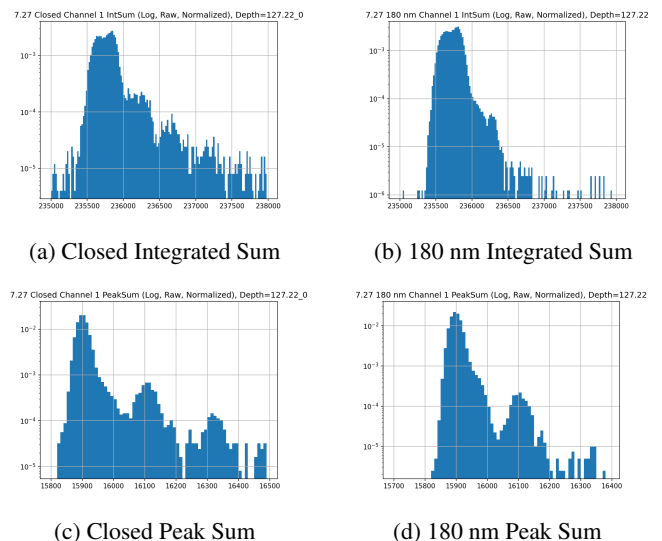 7.27 Closed Channel 1 IntSum (Log, Raw, Normalized), Depth=127.22_0
10⁻³
10⁻⁴
10⁻⁵
235000 235500 236000 236500 237000 237500 238000
(a) Closed Integrated Sum
7.27 180 nm Channel 1 IntSum (Log, Raw, Normalized), Depth=127.22
10⁻³
10⁻⁴
10⁻⁵
10⁻⁶
235000 235500 236000 236500 237000 237500 238000
(b) 180 nm Integrated Sum
7.27 Closed Channel 1 PeakSum (Log, Raw, Normalized), Depth=127.22_0
10⁻²
10⁻³
10⁻⁴
10⁻⁵
15800 15900 16000 16100 16200 16300 16400 16500
(c) Closed Peak Sum
7.27 180 nm Channel 1 PeakSum (Log, Raw, Normalized), Depth=127.22
10⁻²
10⁻³
10⁻⁴
10⁻⁵
15700 15800 15900 16000 16100 16200 16300 16400
(d) 180 nm Peak Sum